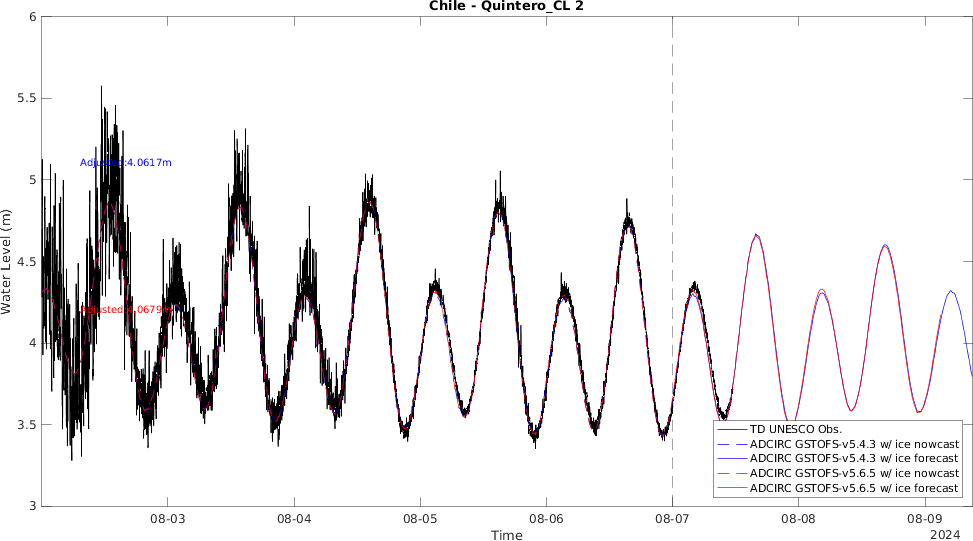 Chile - Quintero_CL 2
6
5.5
5
4.5
4
3.5
3
Water Level (m)
Adjusted:4.0617m
Adjusted:4.0679m
08-03
08-04
08-05
08-06
08-07
08-08
08-09
Time
2024
TD UNESCO Obs.
ADCIRC GSTOFS-v5.4.3 w/ ice nowcast
ADCIRC GSTOFS-v5.4.3 w/ ice forecast
ADCIRC GSTOFS-v5.6.5 w/ ice nowcast
ADCIRC GSTOFS-v5.6.5 w/ ice forecast